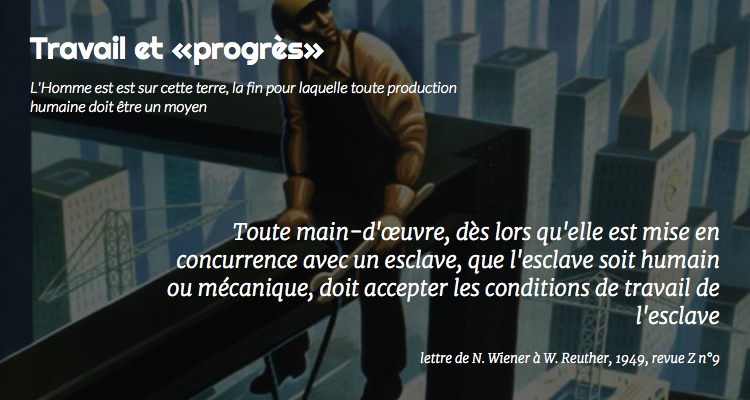 Travail et «progrès»
L'Homme est est sur cette terre, la fin pour laquelle toute production
humaine doit être un moyen
Toute main-d'œuvre, dès lors qu'elle est mise en
concurrence avec un esclave, que l'esclave soit humain
ou mécanique, doit accepter les conditions de travail de
l'esclave
lettre de N. Wiener à W. Reuther, 1949, revue Z n°9